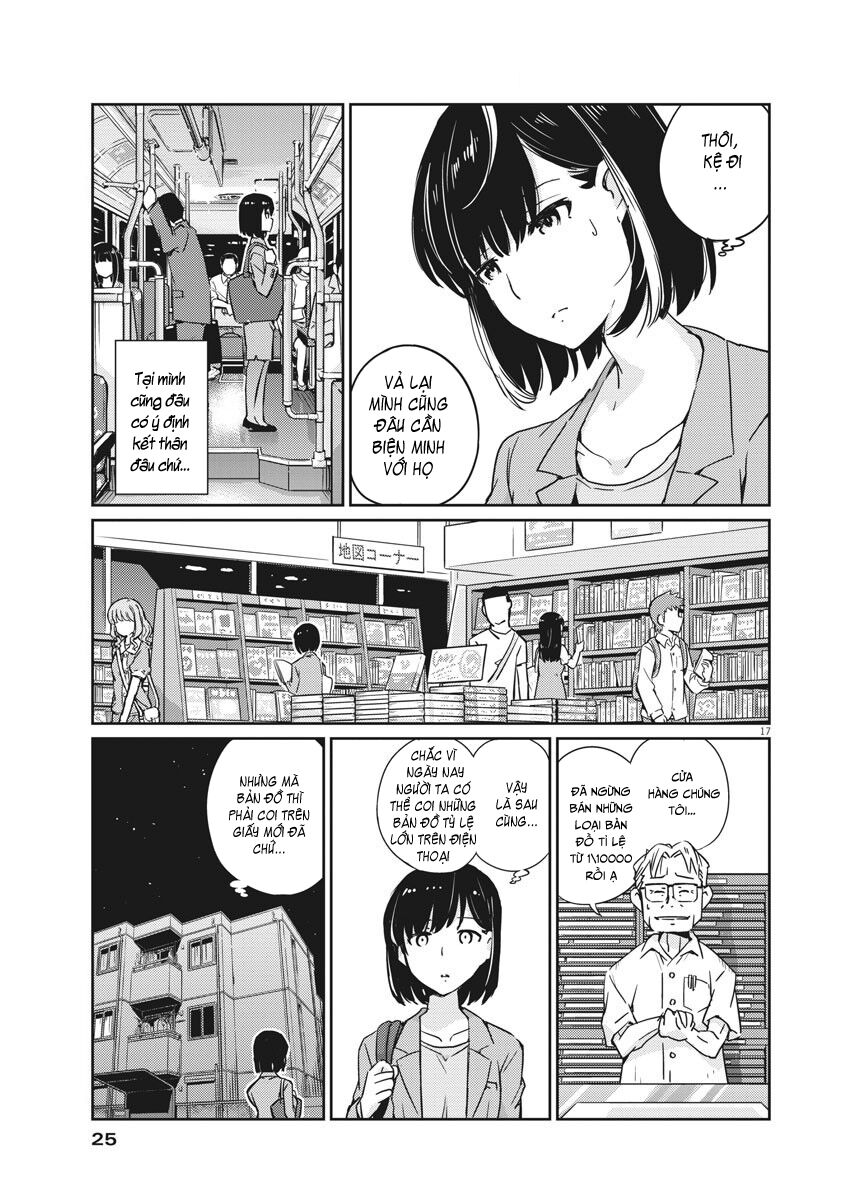 THÔI,
KỆ ĐI
...
VẢ LẠI
MÌNH CŨNG
ĐÂU CẦN
BIỆN MINH
VỚI HỌ
Tại mình
cũng đâu
có ý định
kết thân
đâu chứ...
地図コーナー
17
CỬA
HÀNG CHÚNG
TÔI...
ĐÃ NGỪNG
BÁN NHỮNG
LOẠI BẢN
ĐỒ TỈ LỆ
TỪ 1\10000
RỒI Ạ
VẬY
LÀ SAU
CÙNG...
CHẮC VÌ
NGÀY NAY
NGƯỜI TA CÓ
THỂ COI NHỮNG
BẢN ĐỒ TỶ LỆ
LỚN TRÊN ĐIỆN
THOẠI
NHƯNG MÀ
BẢN ĐỒ THÌ
PHẢI COI TRÊN
GIẤY MỚI ĐÃ
CHỨ...
25